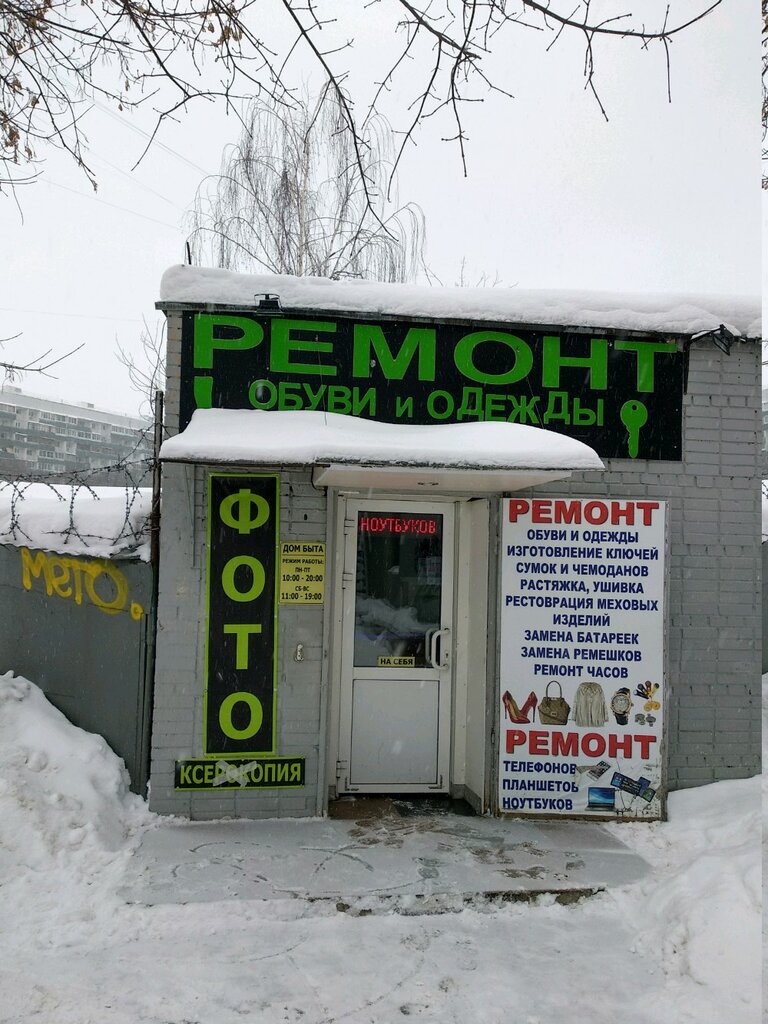 РЕМОНТ
ОБУВИ и ОДЕЖДЫ
ФОТО
КСЕРОКОПИЯ
ДОМ БЫТА
РЕЖИМ РАБОТЫ:
ПН-ПТ
10:00 - 20:00
СБ-ВС
11:00 - 19:00
НОУТБУКОВ
НА СЕБЯ
РЕМОНТ
ОБУВИ И ОДЕЖДЫ
ИЗГОТОВЛЕНИЕ КЛЮЧЕЙ
СУМОК И ЧЕМОДАНОВ
РАСТЯЖКА, УШИВКА
РЕСТОВРАЦИЯ МЕХОВЫХ
ИЗДЕЛИЙ
ЗАМЕНА БАТАРЕЕК
ЗАМЕНА РЕМЕШКОВ
РЕМОНТ ЧАСОВ
РЕМОНТ
ТЕЛЕФОНОВ
ПЛАНШЕТОВ
НОУТБУКОВ